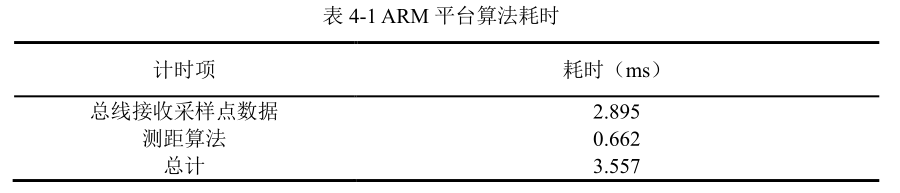 表 4-1 ARM 平台算法耗时
计时项 耗时（ms）
总线接收采样点数据 2.895
测距算法 0.662
总计 3.557